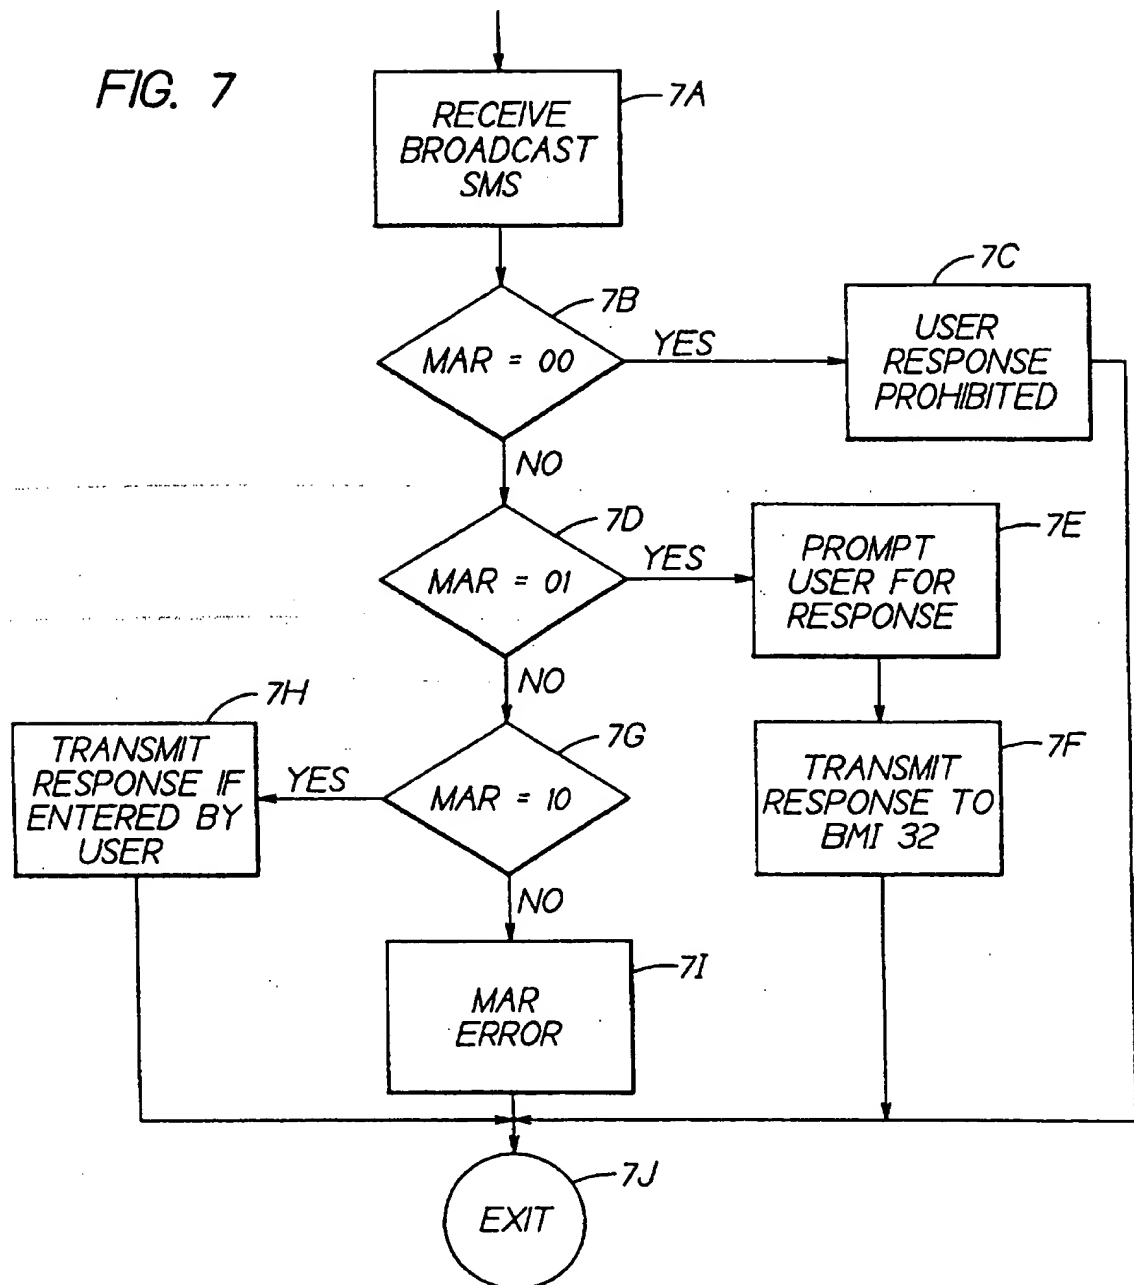 FIG. 7
7A
RECEIVE
BROADCAST
SMS
7B
MAR = 00
YES
7C
USER
RESPONSE
PROHIBITED
NO
7D
MAR = 01
YES
7E
PROMPT
USER FOR
RESPONSE
NO
7H
TRANSMIT
RESPONSE IF
ENTERED BY
USER
YES
7G
MAR = 10
7F
TRANSMIT
RESPONSE TO
BMI 32
NO
7I
MAR
ERROR
7J
EXIT